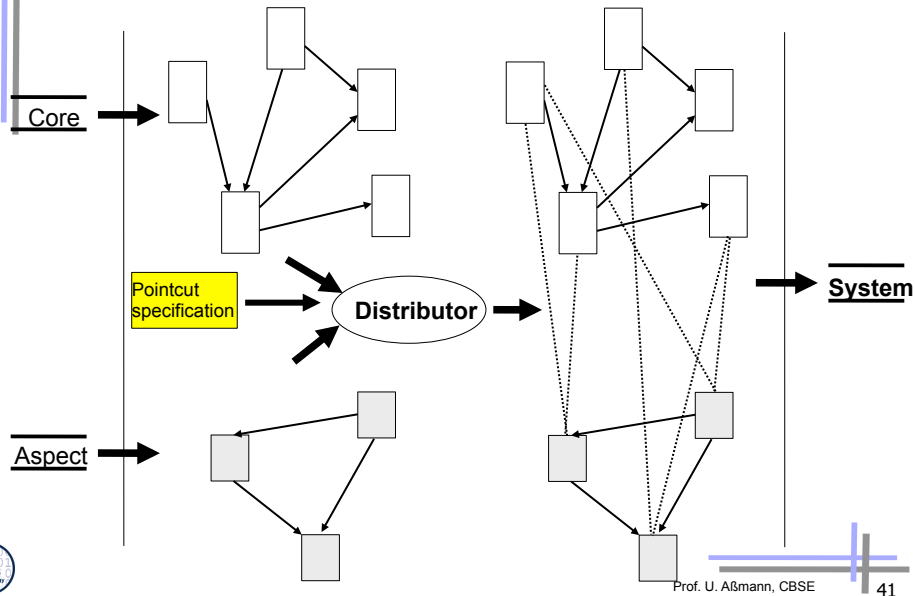 Core
Pointcut
specification
Distributor
System
Aspect
Prof. U. Aßmann, CBSE
41